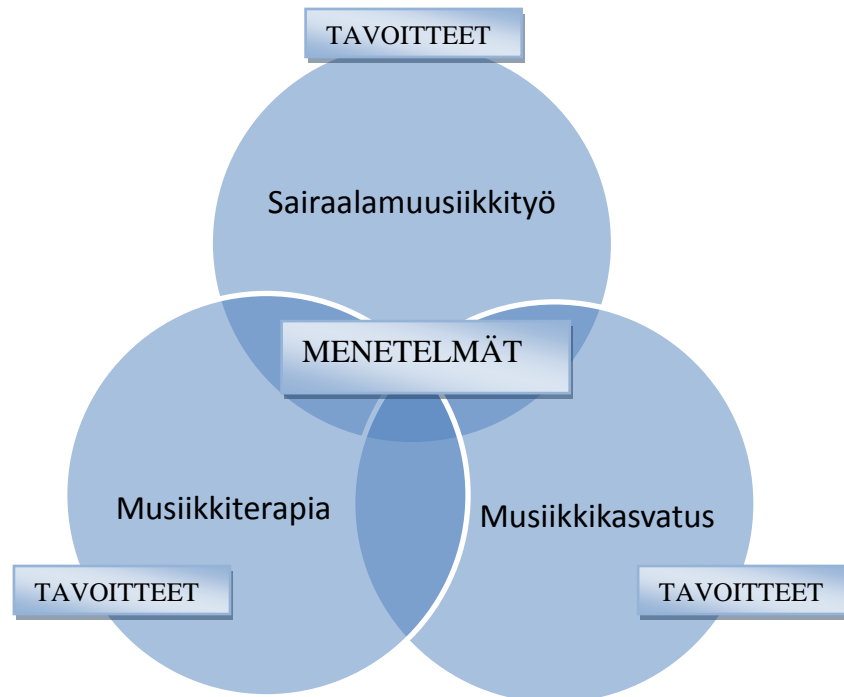 TAVOITTEET
Sairaalamuusiikkityö
MENETELMÄT
Musiikkiterapia
Musiikkikasvatus
TAVOITTEET
TAVOITTEET